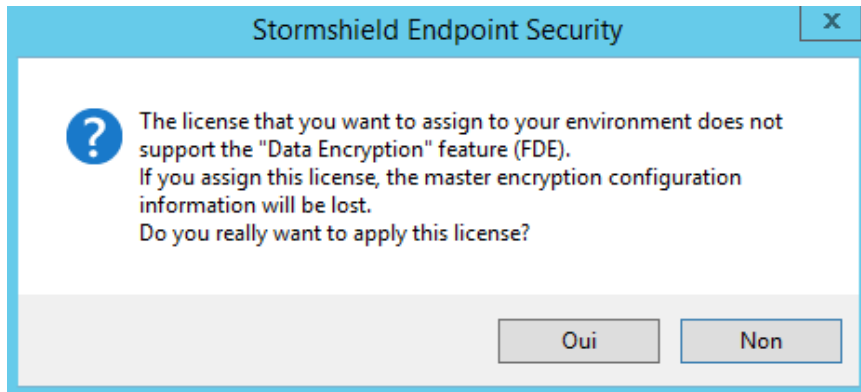 Stormshield Endpoint Security
x
The license that you want to assign to your environment does not
support the "Data Encryption" feature (FDE).
If you assign this license, the master encryption configuration
information will be lost.
Do you really want to apply this license?
Oui
Non